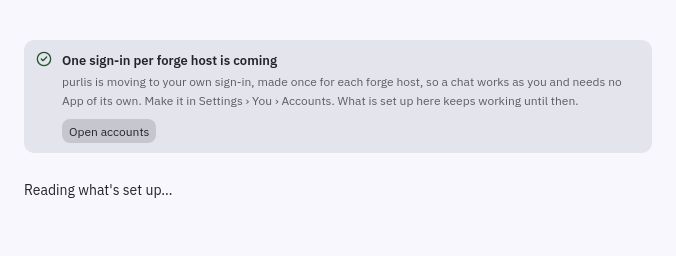 One sign-in per forge host is coming
purlis is moving to your own sign-in, made once for each forge host, so a chat works as you and needs no
App of its own. Make it in Settings › You › Accounts. What is set up here keeps working until then.
Open accounts
Reading what's set up...